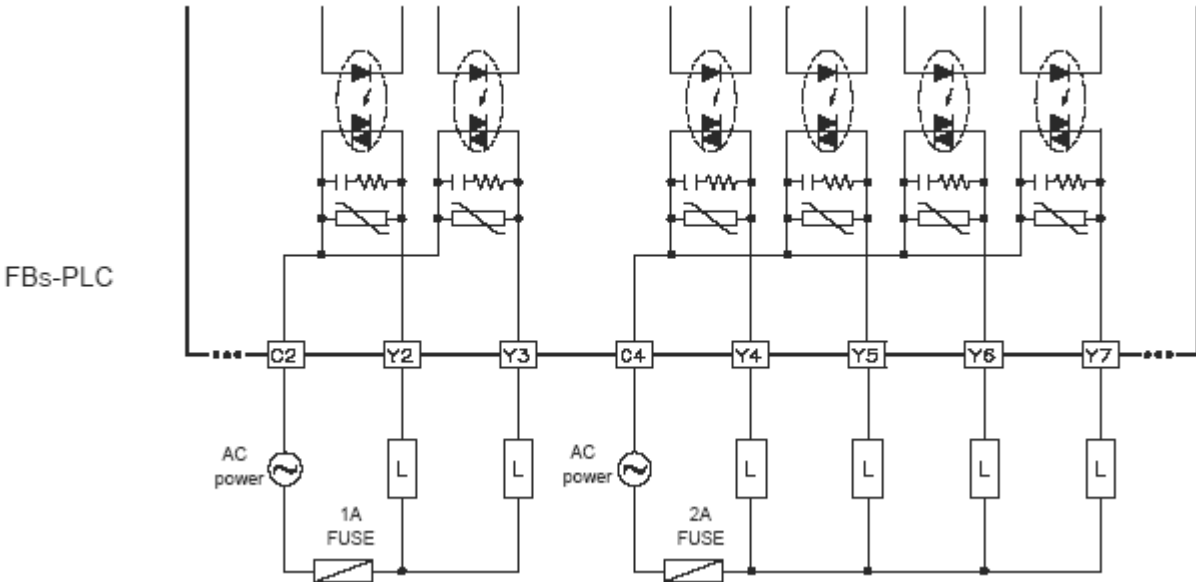 FBs-PLC
C2 Y2 Y3 C4 Y4 Y5 Y6 Y7
AC
power
L
L
AC
power
L
L
L
L
1A
FUSE
2A
FUSE